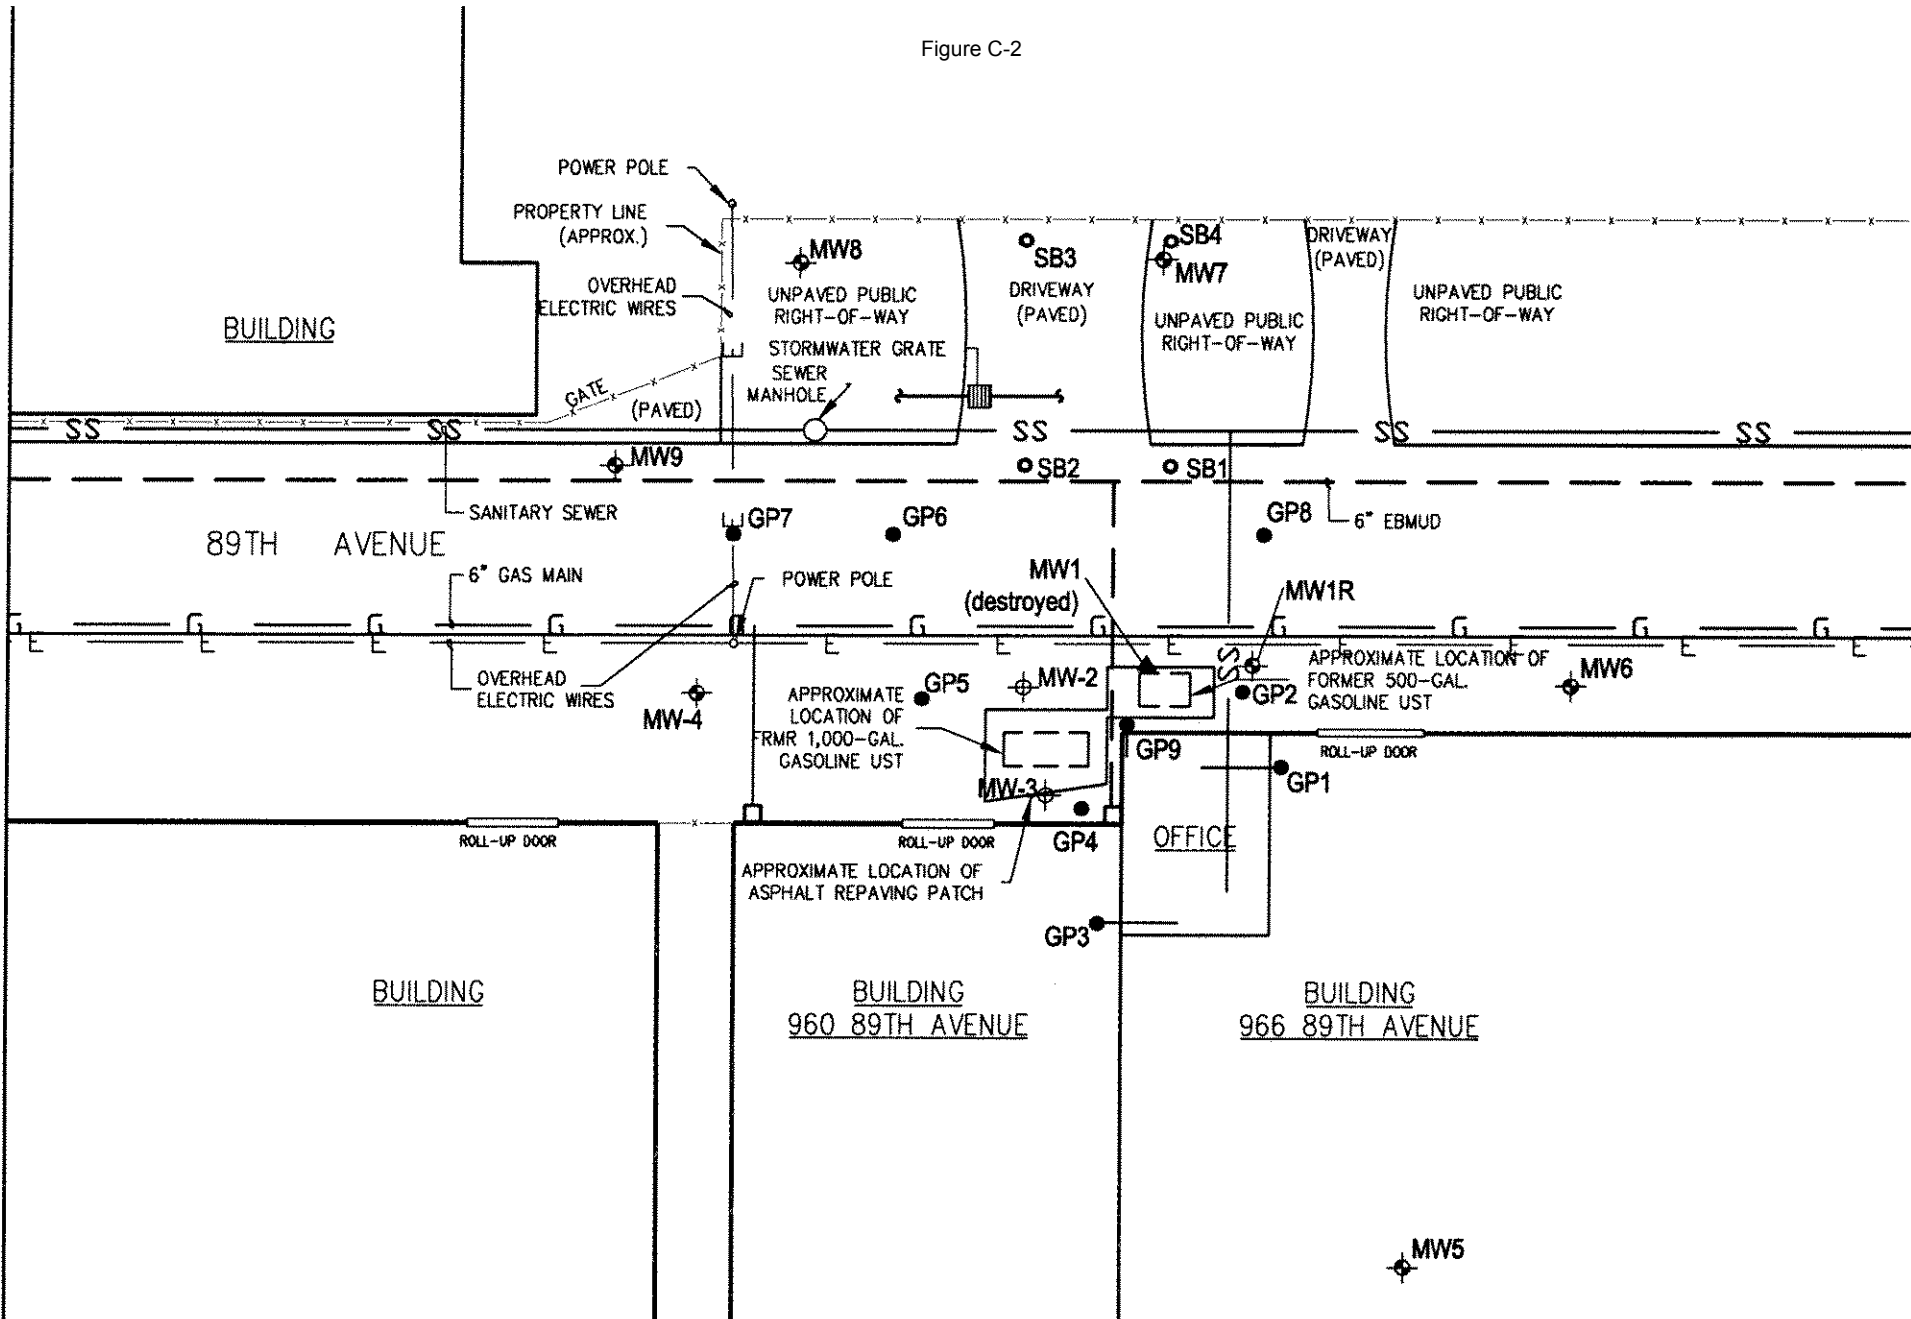 Figure C-2
POWER POLE
PROPERTY LINE
(APPROX.)
OVERHEAD
ELECTRIC WIRES
BUILDING
MW8
UNPAVED PUBLIC
RIGHT-OF-WAY
STORMWATER GRATE
SEWER
MANHOLE
SB3
DRIVEWAY
(PAVED)
SB4
MW7
UNPAVED PUBLIC
RIGHT-OF-WAY
DRIVEWAY
(PAVED)
UNPAVED PUBLIC
RIGHT-OF-WAY
GATE
(PAVED)
E
SS SS SS SS SS
MW9
SB2
SB1
SANITARY SEWER
89TH AVENUE
E
GP7
GP6
GP8
6" EBMUD
6" GAS MAIN
POWER POLE
MW1
(destroyed)
MW1R
G G G G G G G G G G G
E E E E E E E E E E E
OVERHEAD
ELECTRIC WIRES
MW-4
APPROXIMATE
LOCATION OF
FRMR 1,000-GAL.
GASOLINE UST
GP5
MW-2
SS
GP2
APPROXIMATE LOCATION OF
FORMER 500-GAL.
GASOLINE UST
MW6
GP9
ROLL-UP DOOR
GP1
MW-3
ROLL-UP DOOR
ROLL-UP DOOR
GP4
OFFICE
APPROXIMATE LOCATION OF
ASPHALT REPAVING PATCH
GP3
BUILDING
BUILDING
960 89TH AVENUE
BUILDING
966 89TH AVENUE
MW5